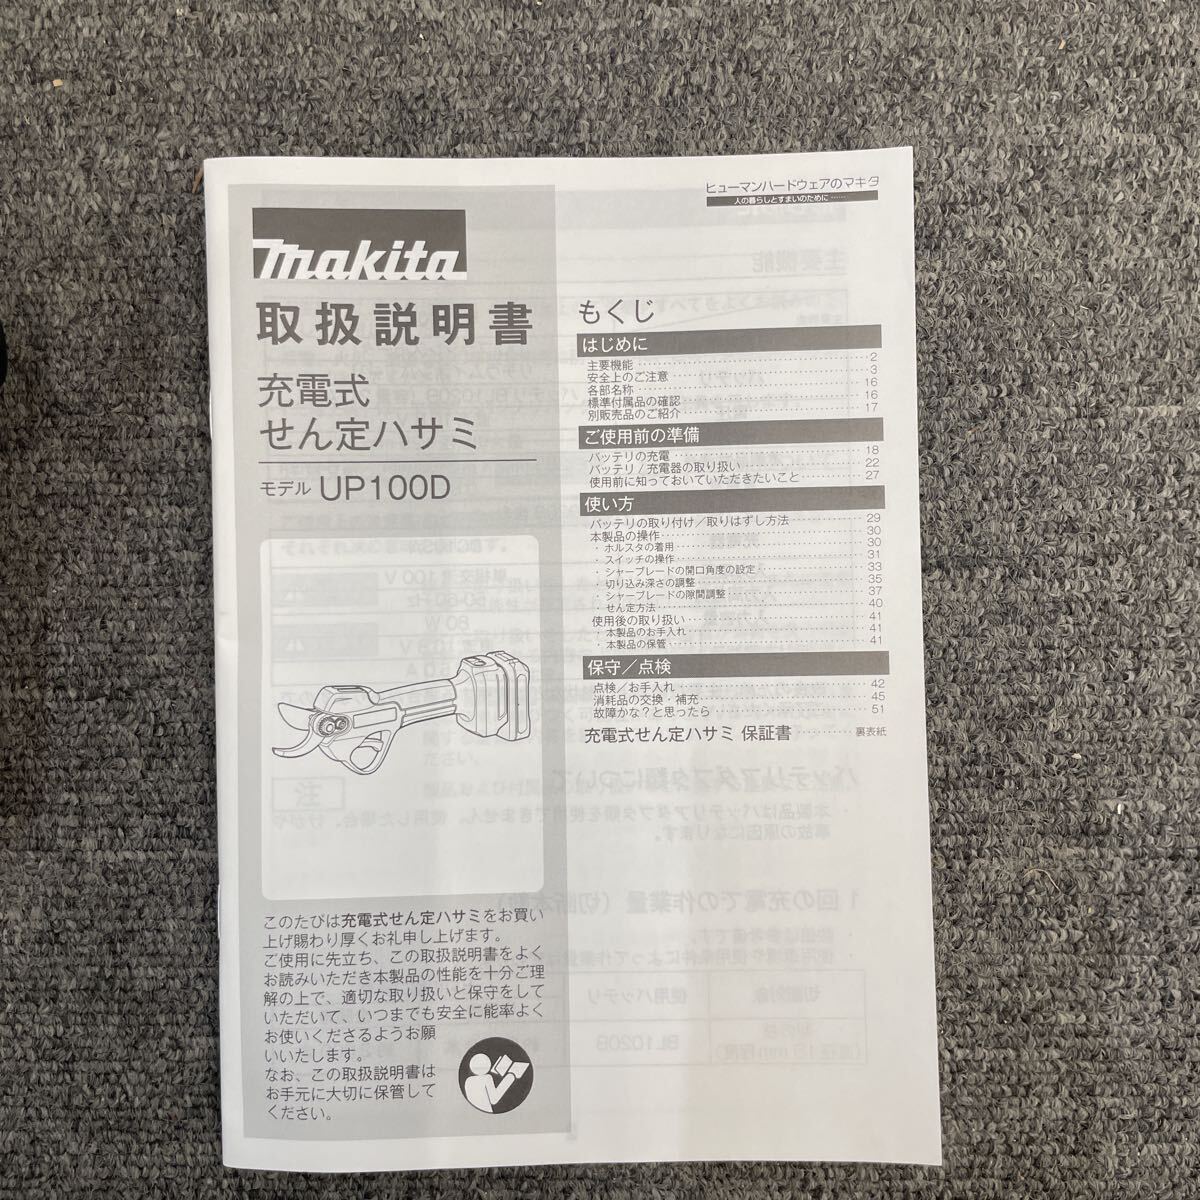 makita
取扱説明書
充電式
せん定ハサミ
モデル UP100D
このたびは充電式せん定ハサミをお買い
上げ賜わり厚くお礼申し上げます。
ご使用に先立ち、この取扱説明書をよく
お読みいただき本製品の性能を十分ご理
解の上で、適切な取り扱いと保守をして
いただいて、いつまでも安全に能率よく
お使いくださるようお願
いいたします。
なお、この取扱説明書は
お手元に大切に保管して
ください。
ヒューマンハードウェアのマキタ
人の暮らしとすまいのために ……
もくじ
はじめに
主要機能 2
安全上のご注意 3
各部名称 16
標準付属品の確認 16
別販売品のご紹介 17
ご使用前の準備
バッテリの充電 18
バッテリ / 充電器の取り扱い 22
使用前に知っておいていただきたいこと 27
使い方
バッテリの取り付け／取りはずし方法 29
本製品の操作 30
・ ホルスタの着用 30
・ スイッチの操作 31
・ シャーブレードの開口角度の設定 33
・ 切り込み深さの調整 35
・ シャーブレードの隙間調整 37
・ せん定方法 40
使用後の取り扱い 41
・ 本製品のお手入れ 41
・ 本製品の保管 41
保守／点検
点検／お手入れ 42
消耗品の交換・補充 45
故障かな？と思ったら 51
充電式せん定ハサミ 保証書 裏表紙